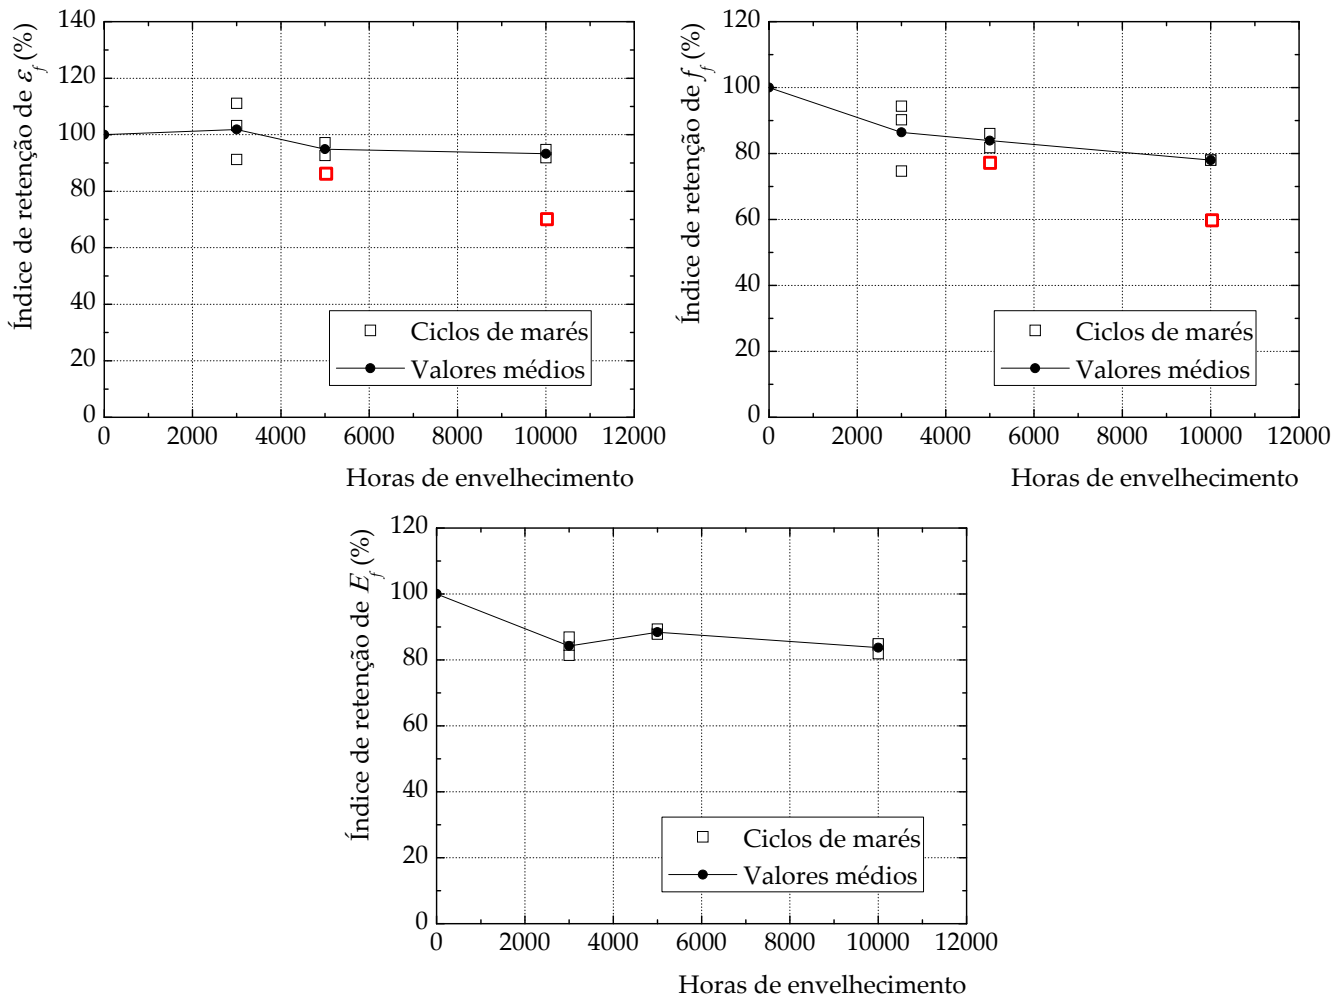 Índice de retenção de εf (%)
140
120
100
80
60
40
20
0
Ciclos de marés
Valores médios
0 2000 4000 6000 8000 10000 12000
Horas de envelhecimento
Índice de retenção de ff (%)
120
100
80
60
40
20
0
Ciclos de marés
Valores médios
0 2000 4000 6000 8000 10000 12000
Horas de envelhecimento
Índice de retenção de Ef (%)
120
100
80
60
40
20
0
Ciclos de marés
Valores médios
0 2000 4000 6000 8000 10000 12000
Horas de envelhecimento